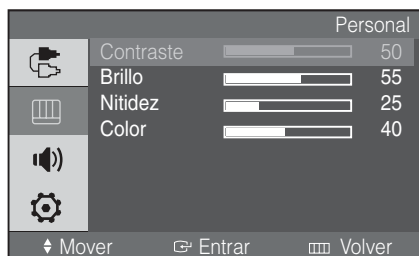 Personal
Contraste 50
Brillo 55
Nitidez 25
Color 40
Mover Entrar Volver